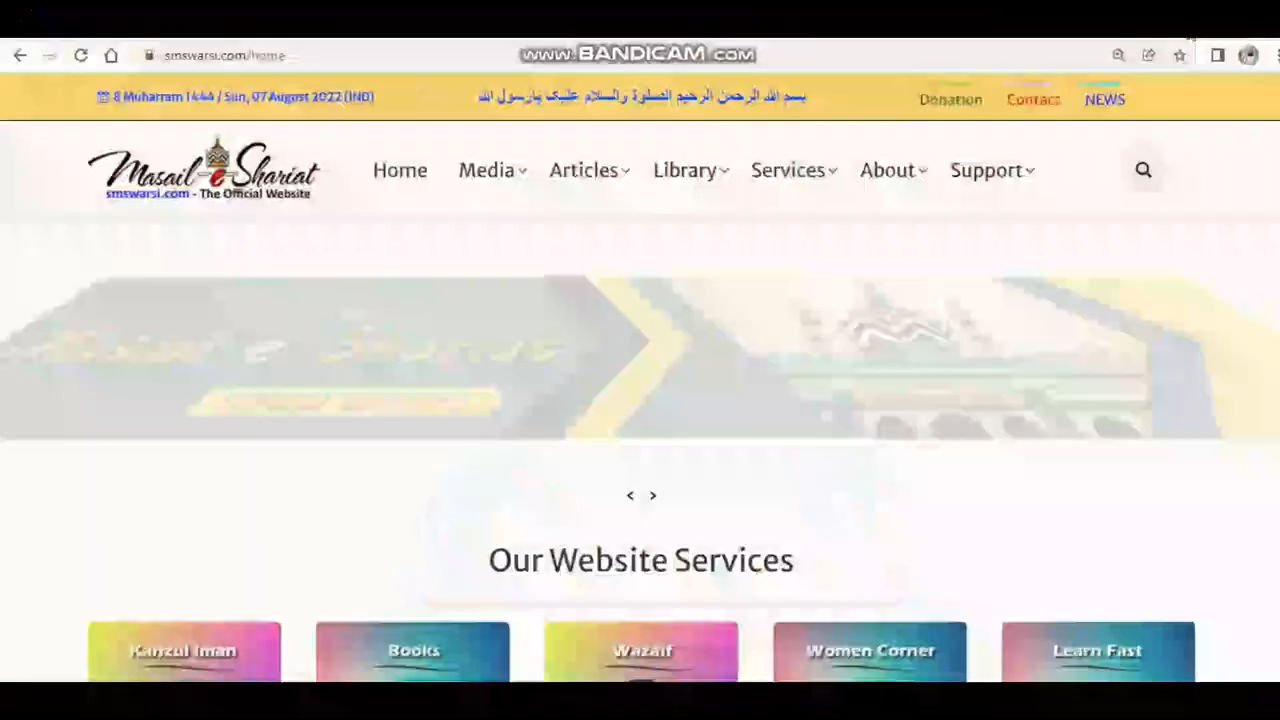 smswarsi.com/home
www.BANDICAM.com
8 Muharram 1444 / Sun, 07 August 2022 (IND)
بسم الله الرحمن الرحيم الصلوة والسلام عليک يارسول الله
Donation
Contact
NEWS
Masail e Shariat
smswarsi.com - The Official Website
Home
Media
Articles
Library
Services
About
Support
< >
Our Website Services
Kanzul Iman
Books
Wazaif
Women Corner
Learn Fast